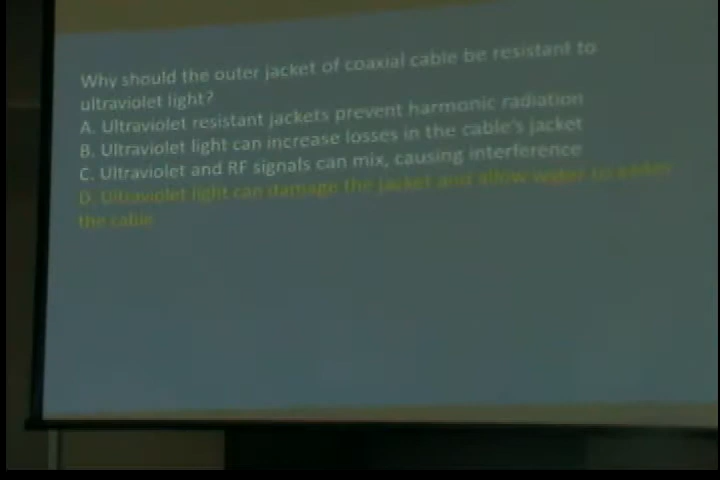 Why should the outer jacket of coaxial cable be resistant to
ultraviolet light?
A. Ultraviolet resistant jackets prevent harmonic radiation
B. Ultraviolet light can increase losses in the cable's jacket
C. Ultraviolet and RF signals can mix, causing interference
D. Ultraviolet light can damage the jacket and allow water to enter
the cable